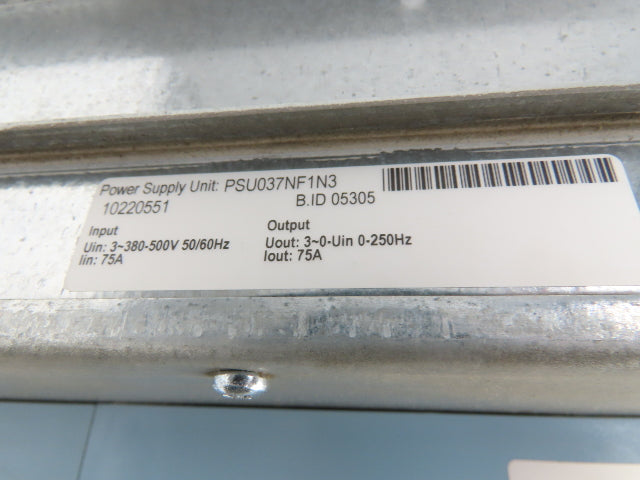 Power Supply Unit: PSU037NF1N3
10220551 B.ID 05305
Input
Uin: 3~380-500V 50/60Hz
Iin: 75A
Output
Uout: 3~0-Uin 0-250Hz
Iout: 75A